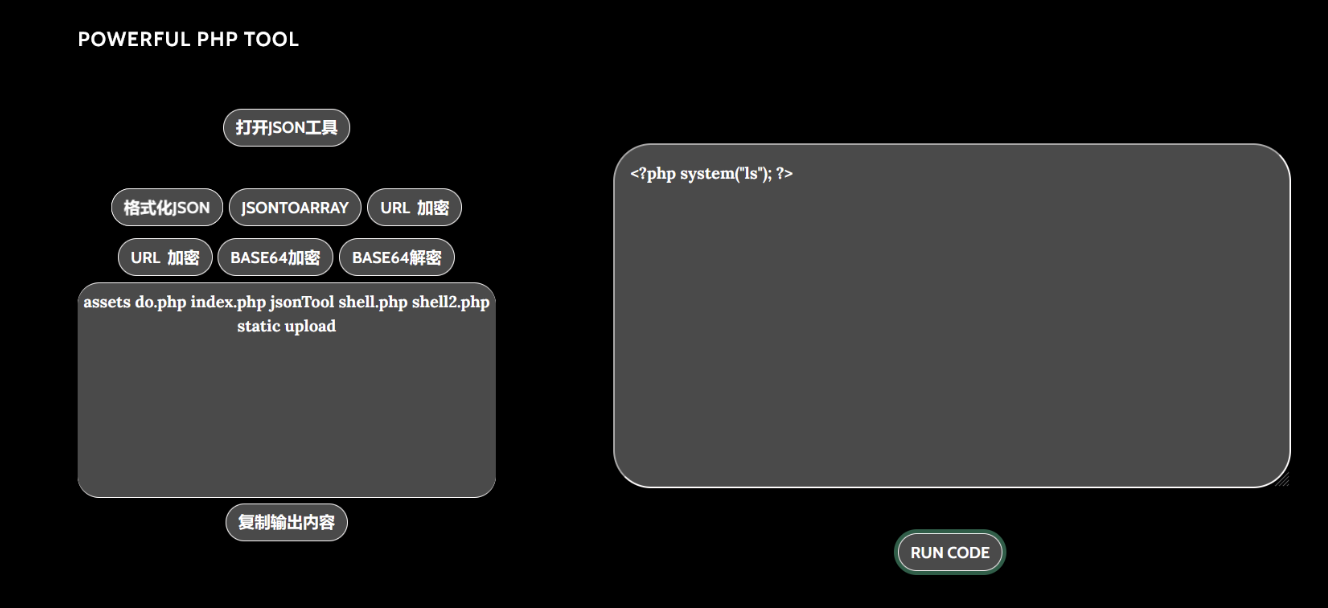 POWERFUL PHP TOOL
打开JSON工具
格式化JSON
JSONTOARRAY
URL 加密
URL 加密
BASE64加密
BASE64解密
assets do.php index.php jsonTool shell.php shell2.php
static upload
复制输出内容
<?php system("ls"); ?>
RUN CODE